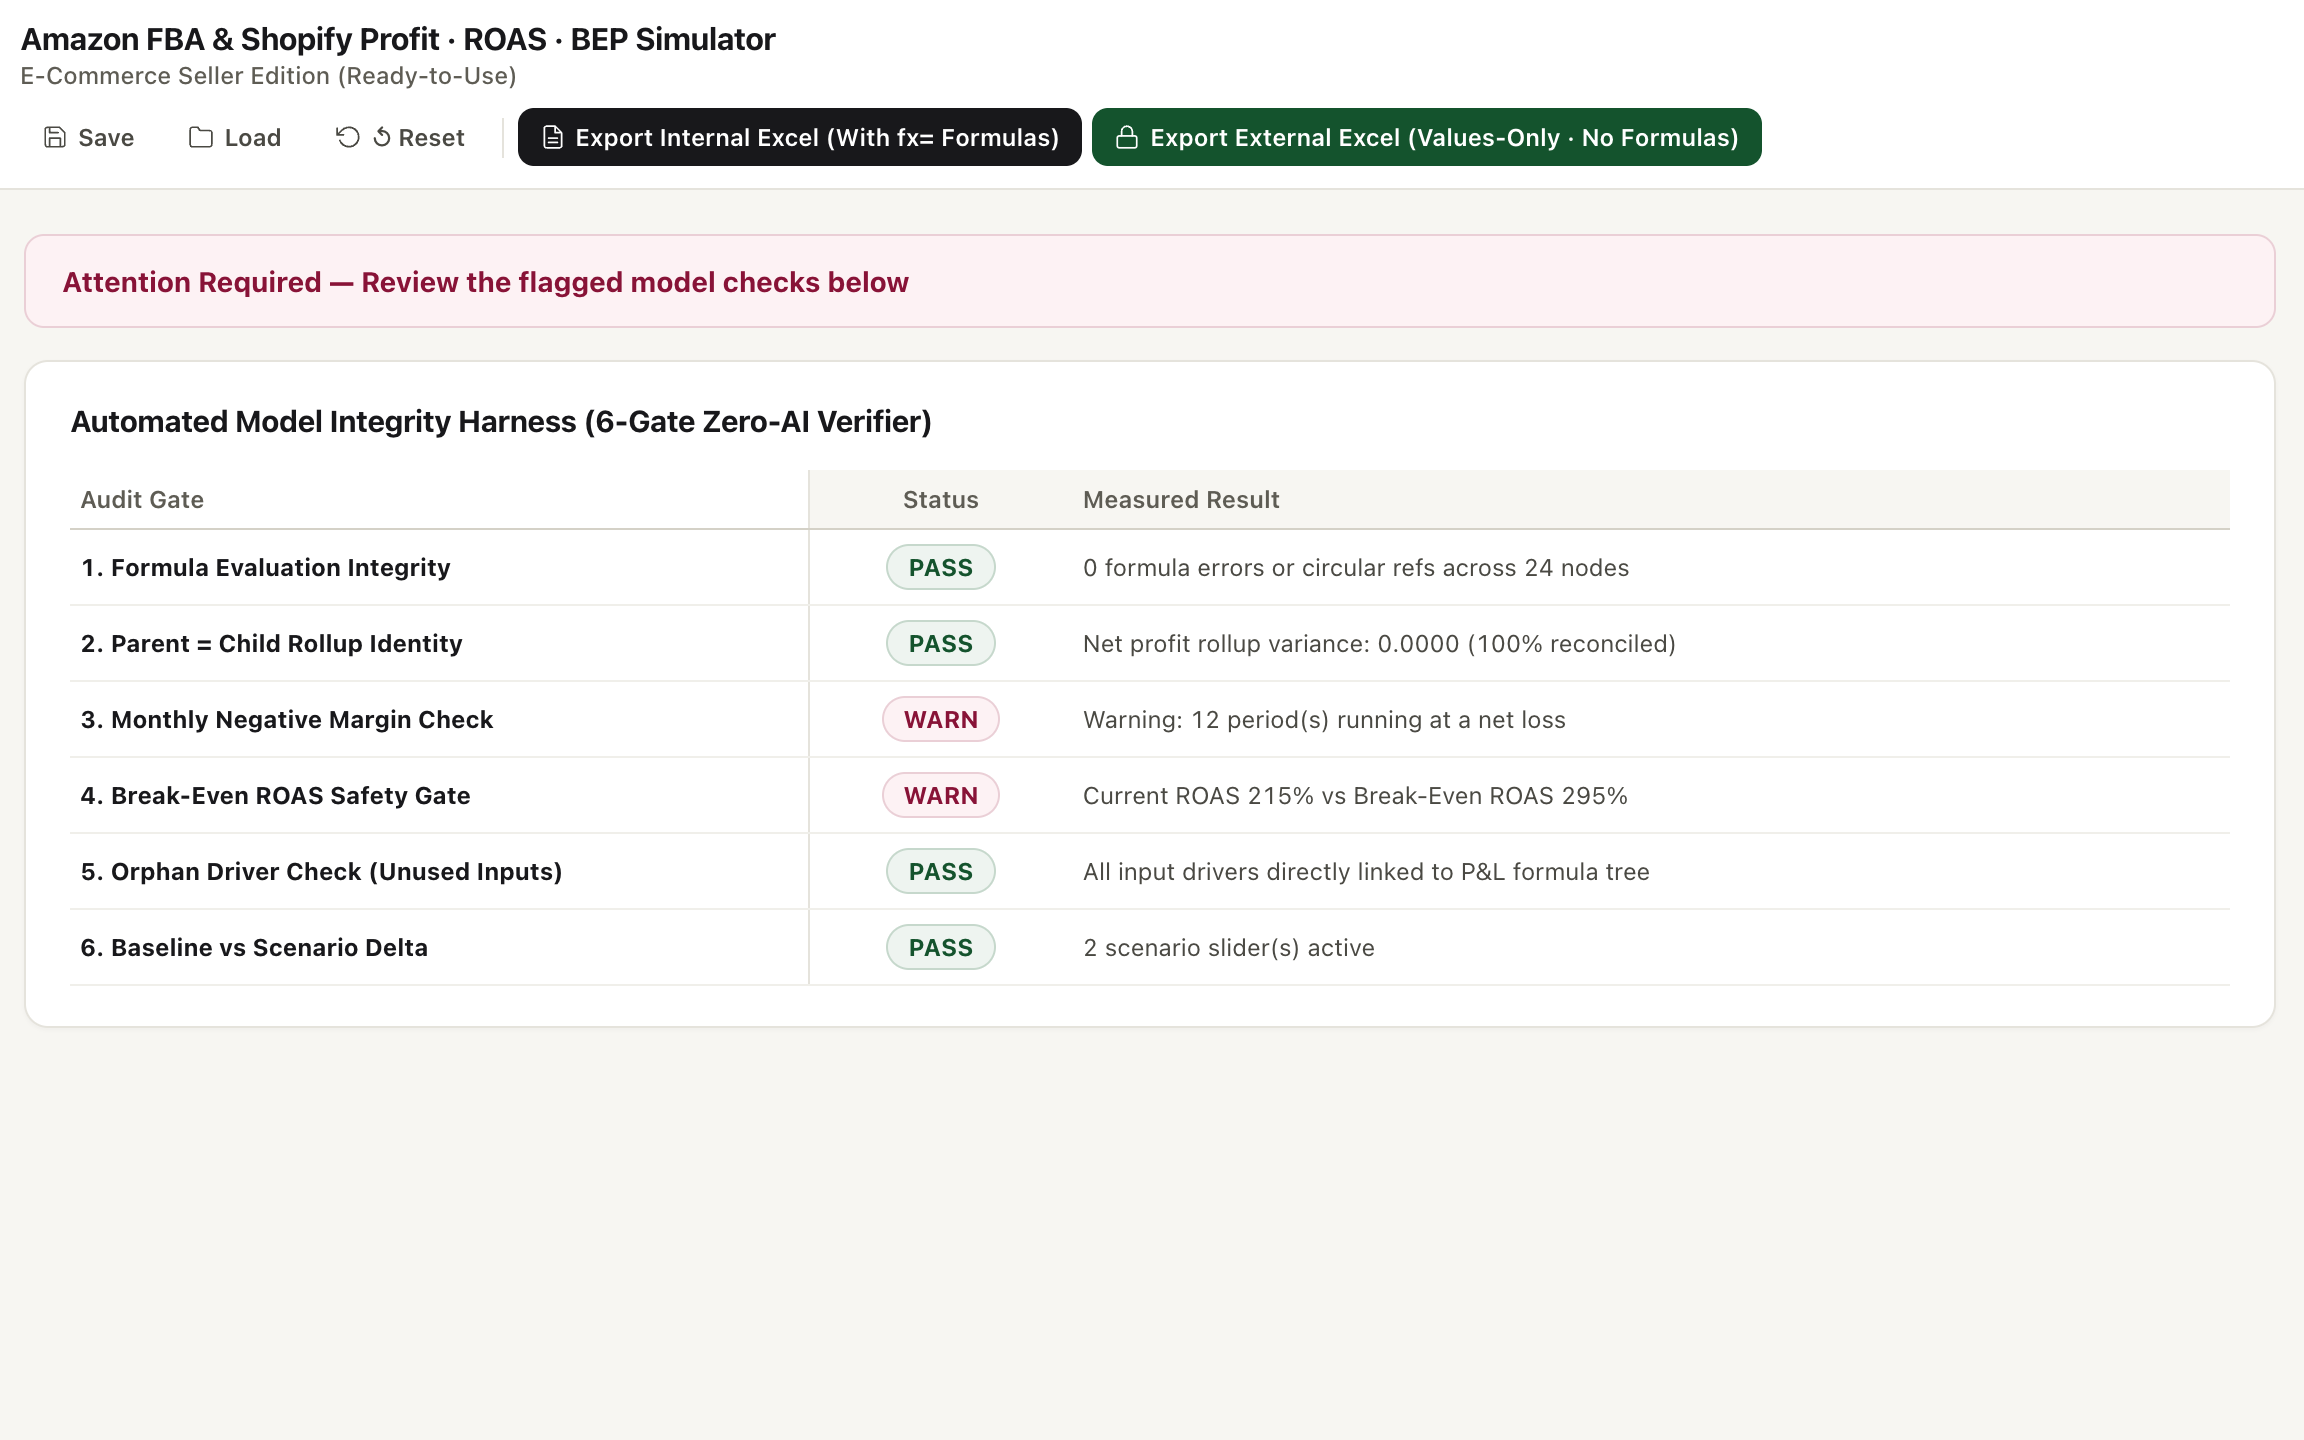 Amazon FBA & Shopify Profit · ROAS · BEP Simulator
E-Commerce Seller Edition (Ready-to-Use)
Save Load ↺ Reset Export Internal Excel (With fx= Formulas) Export External Excel (Values-Only · No Formulas)
Attention Required — Review the flagged model checks below
Automated Model Integrity Harness (6-Gate Zero-AI Verifier)
Audit Gate Status Measured Result
1. Formula Evaluation Integrity PASS 0 formula errors or circular refs across 24 nodes
2. Parent = Child Rollup Identity PASS Net profit rollup variance: 0.0000 (100% reconciled)
3. Monthly Negative Margin Check WARN Warning: 12 period(s) running at a net loss
4. Break-Even ROAS Safety Gate WARN Current ROAS 215% vs Break-Even ROAS 295%
5. Orphan Driver Check (Unused Inputs) PASS All input drivers directly linked to P&L formula tree
6. Baseline vs Scenario Delta PASS 2 scenario slider(s) active